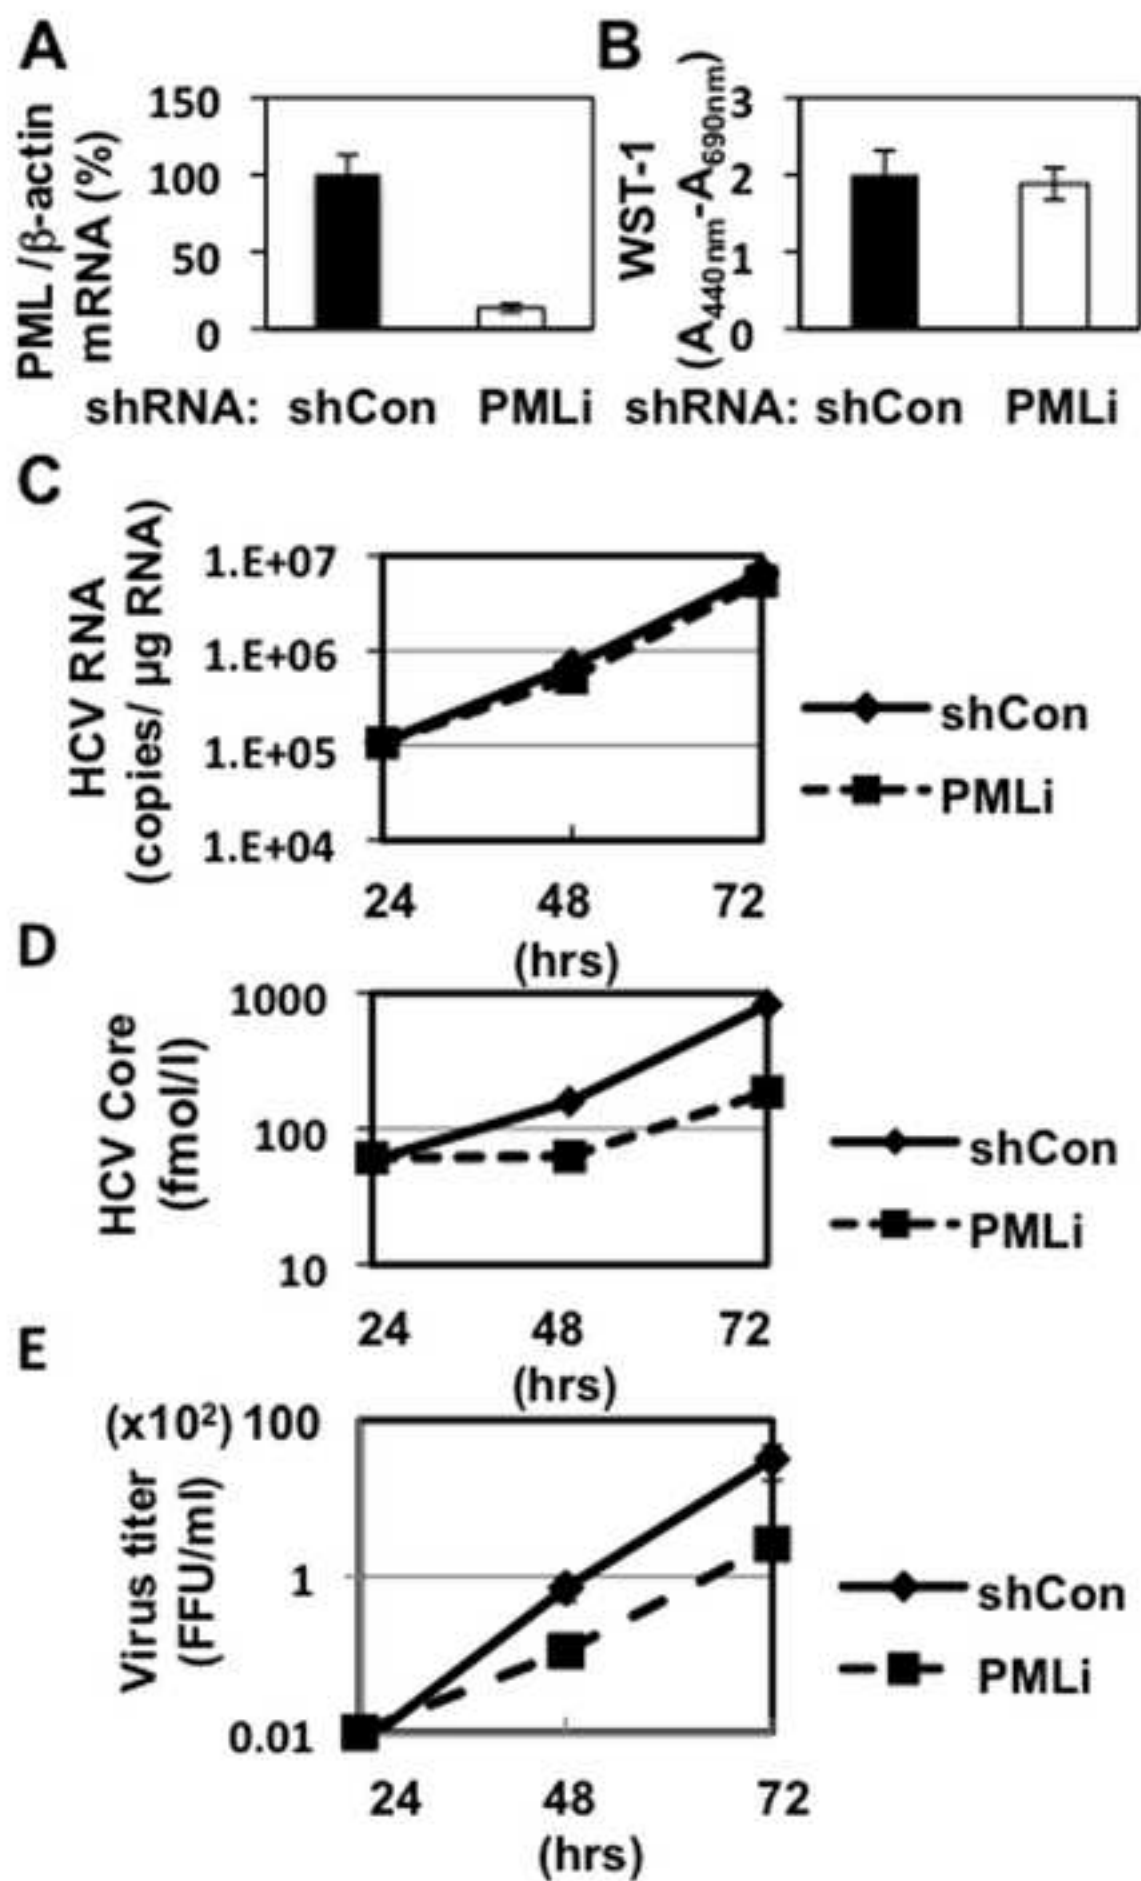 A
PML /β-actin
mRNA (%)
150
100
50
0
shRNA: shCon PMLi
B
WST-1
(A440nm-A690nm)
3
2
1
0
shRNA: shCon PMLi
C
HCV RNA
(copies/ µg RNA)
1.E+07
1.E+06
1.E+05
1.E+04
24 48 72
(hrs)
shCon
PMLi
D
HCV Core
(fmol/l)
1000
100
10
24 48 72
(hrs)
shCon
PMLi
E
(x10²) 100
Virus titer
(FFU/ml)
1
0.01
24 48 72
(hrs)
shCon
PMLi